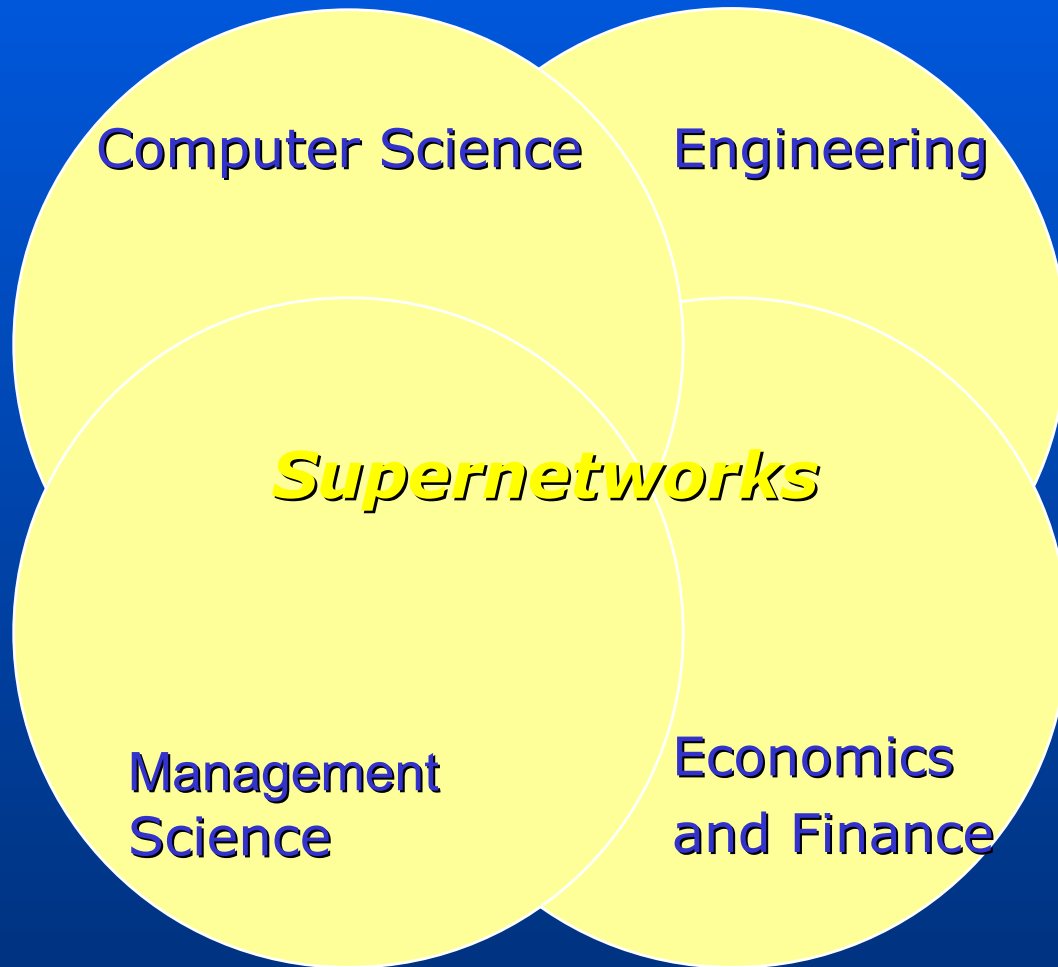 Computer Science
Engineering
Supernetworks
Management
Science
Economics
and Finance